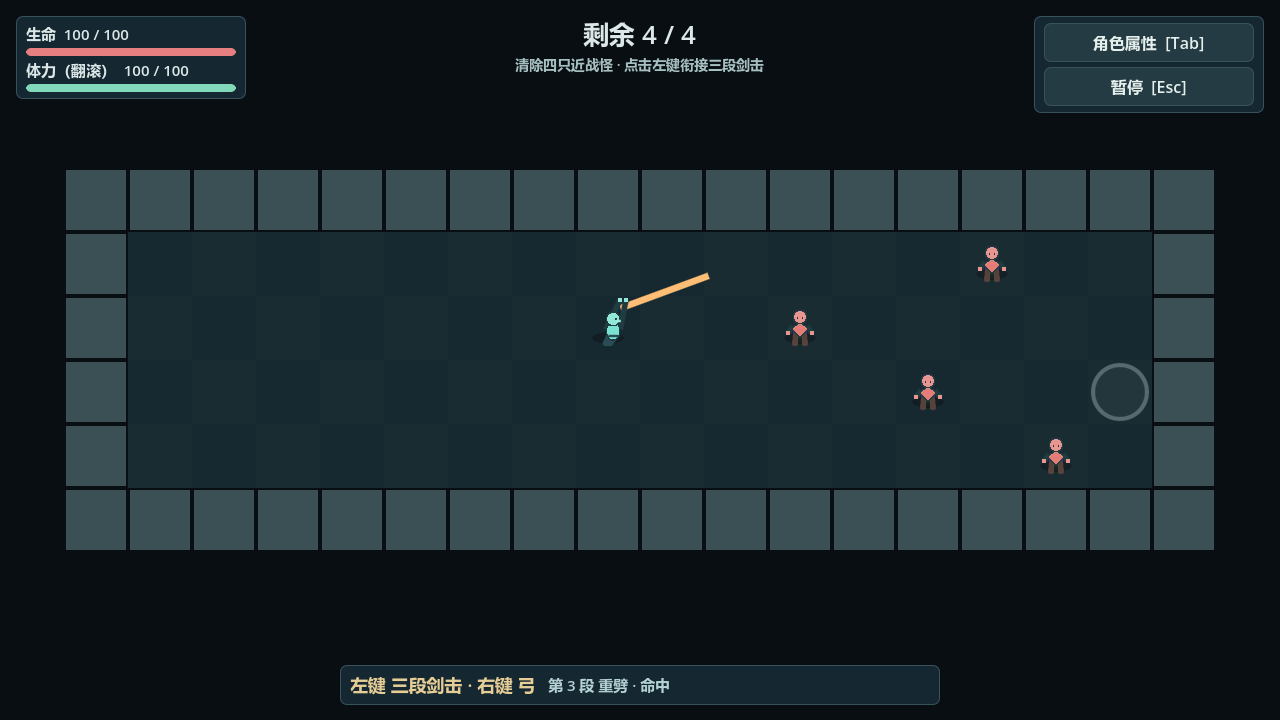 生命 100 / 100
体力（翻滚） 100 / 100
剩余 4 / 4
清除四只近战怪 · 点击左键衔接三段剑击
角色属性 [Tab]
暂停 [Esc]
左键 三段剑击 · 右键 弓 第 3 段 重劈 · 命中